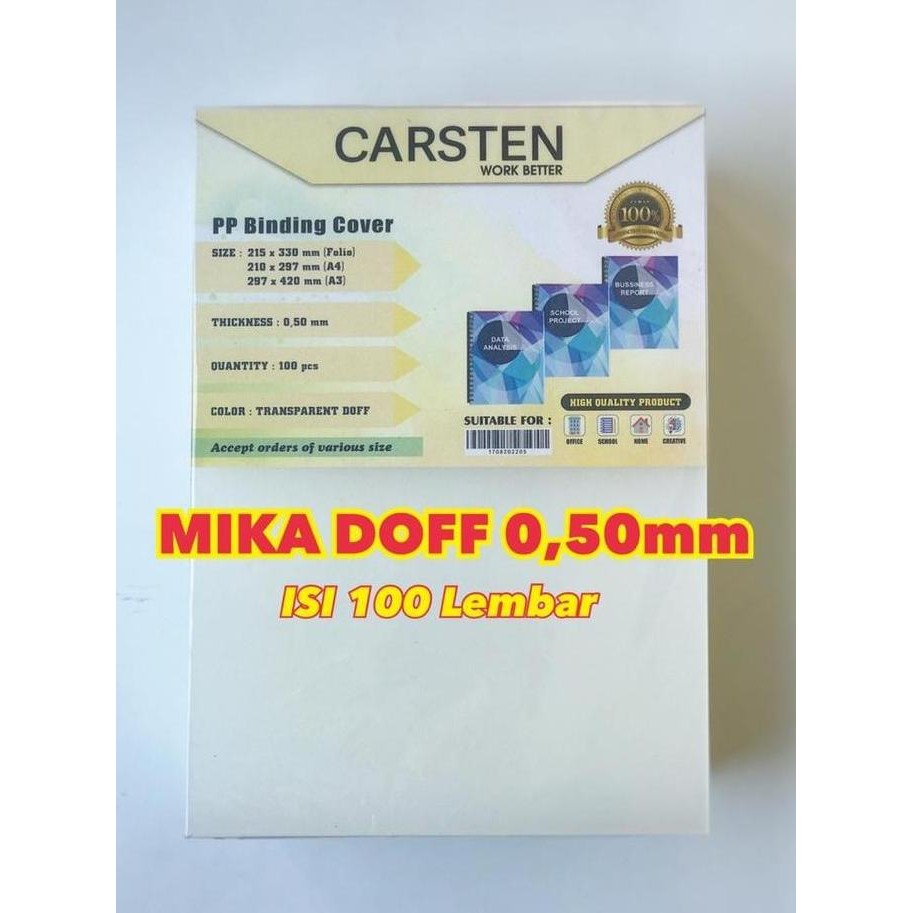 CARSTEN
WORK BETTER
PP Binding Cover
100%
SIZE : 215 x 330 mm (Folio)
210 x 297 mm (A4)
297 x 420 mm (A3)
BUSSINESS
REPORT
SCHOOL
PROJECT
THICKNESS : 0,50 mm
DATA
ANALYSIS
QUANTITY : 100 pcs
HIGH QUALITY PRODUCT
COLOR : TRANSPARENT DOFF
SUITABLE FOR :
OFFICE SCHOOL HOME CREATIVE
Accept orders of various size
1708202205
MIKA DOFF 0,50mm
ISI 100 Lembar